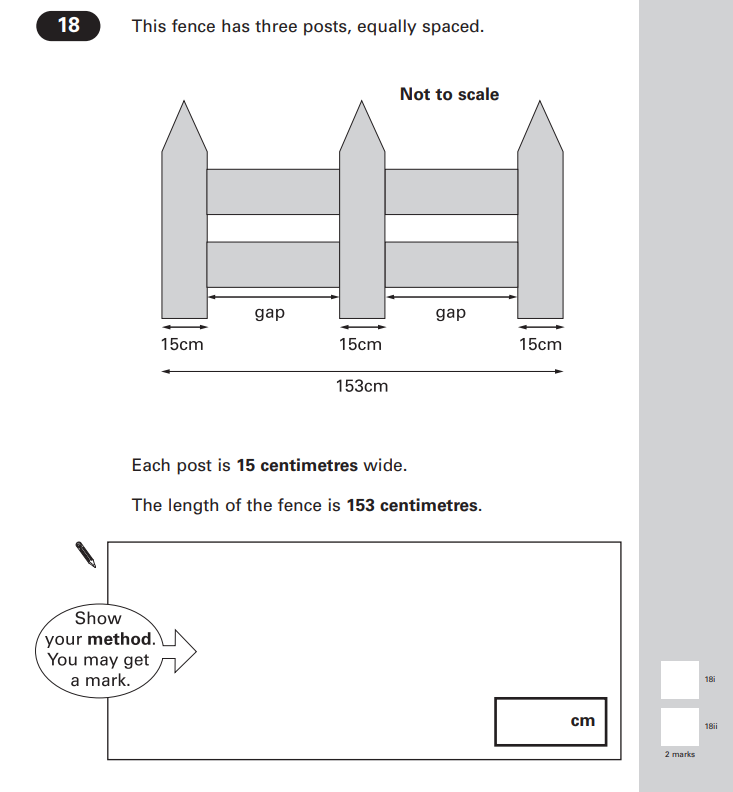 18 This fence has three posts, equally spaced.
Not to scale
gap gap
15cm 15cm 15cm
153cm
Each post is 15 centimetres wide.
The length of the fence is 153 centimetres.
Show
your method.
You may get
a mark.
cm
18i
18ii
2 marks